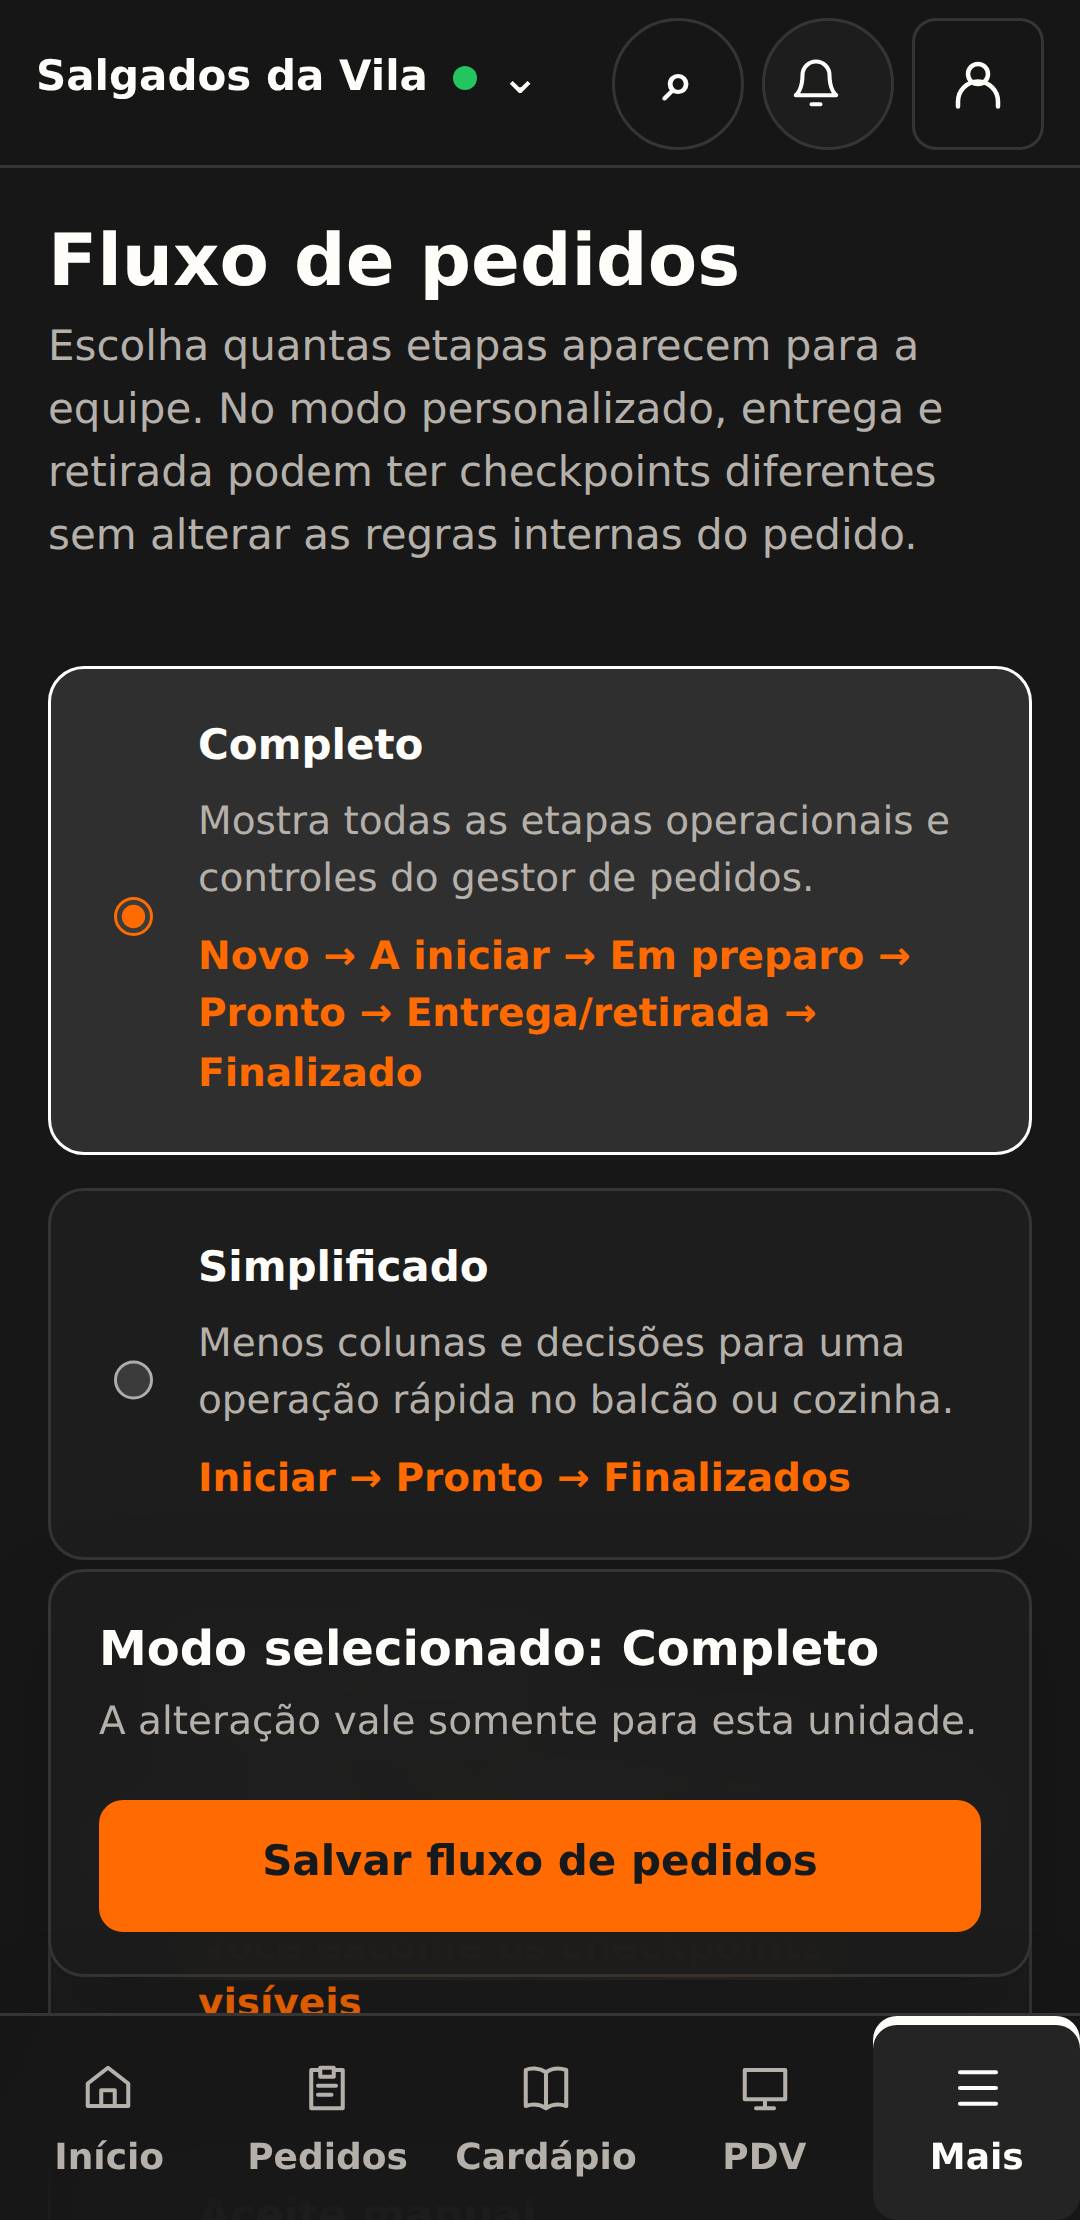 Salgados da Vila
Fluxo de pedidos
Escolha quantas etapas aparecem para a
equipe. No modo personalizado, entrega e
retirada podem ter checkpoints diferentes
sem alterar as regras internas do pedido.
Completo
Mostra todas as etapas operacionais e
controles do gestor de pedidos.
Novo → A iniciar → Em preparo →
Pronto → Entrega/retirada →
Finalizado
Simplificado
Menos colunas e decisões para uma
operação rápida no balcão ou cozinha.
Iniciar → Pronto → Finalizados
Modo selecionado: Completo
A alteração vale somente para esta unidade.
Salvar fluxo de pedidos
visíveis
Início Pedidos Cardápio PDV Mais